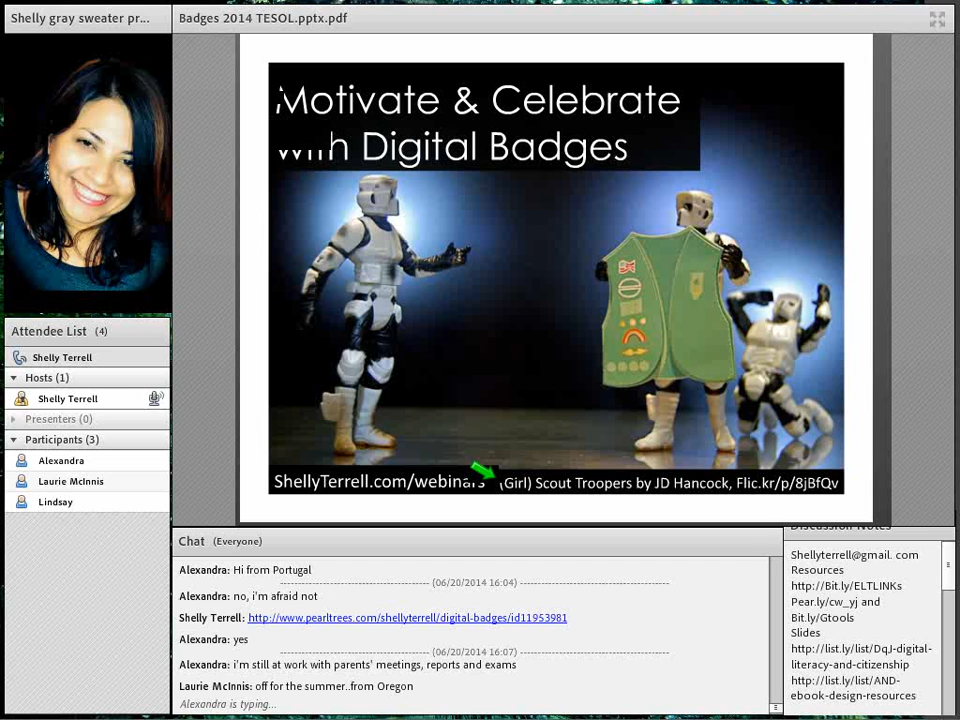 Shelly gray sweater pr...
Badges 2014 TESOL.pptx.pdf
Motivate & Celebrate
with Digital Badges
ShellyTerrell.com/webinars
(Girl) Scout Troopers by JD Hancock, Flic.kr/p/8jBfQv
Attendee List (4)
Shelly Terrell
Hosts (1)
Shelly Terrell
Presenters (0)
Participants (3)
Alexandra
Laurie McInnis
Lindsay
Chat (Everyone)
Alexandra: Hi from Portugal
(06/20/2014 16:04)
Alexandra: no, i'm afraid not
Shelly Terrell: http://www.pearltrees.com/shellyterrell/digital-badges/id11953981
Alexandra: yes
(06/20/2014 16:07)
Alexandra: i'm still at work with parents' meetings, reports and exams
Laurie McInnis: off for the summer..from Oregon
Alexandra is typing...
Discussion Notes
Shellyterrell@gmail. com
Resources
http://Bit.ly/ELTLINKs
Pear.ly/cw_yj and
Bit.ly/Gtools
Slides
http://list.ly/list/DqJ-digital-
literacy-and-citizenship
http://list.ly/list/AND-
ebook-design-resources